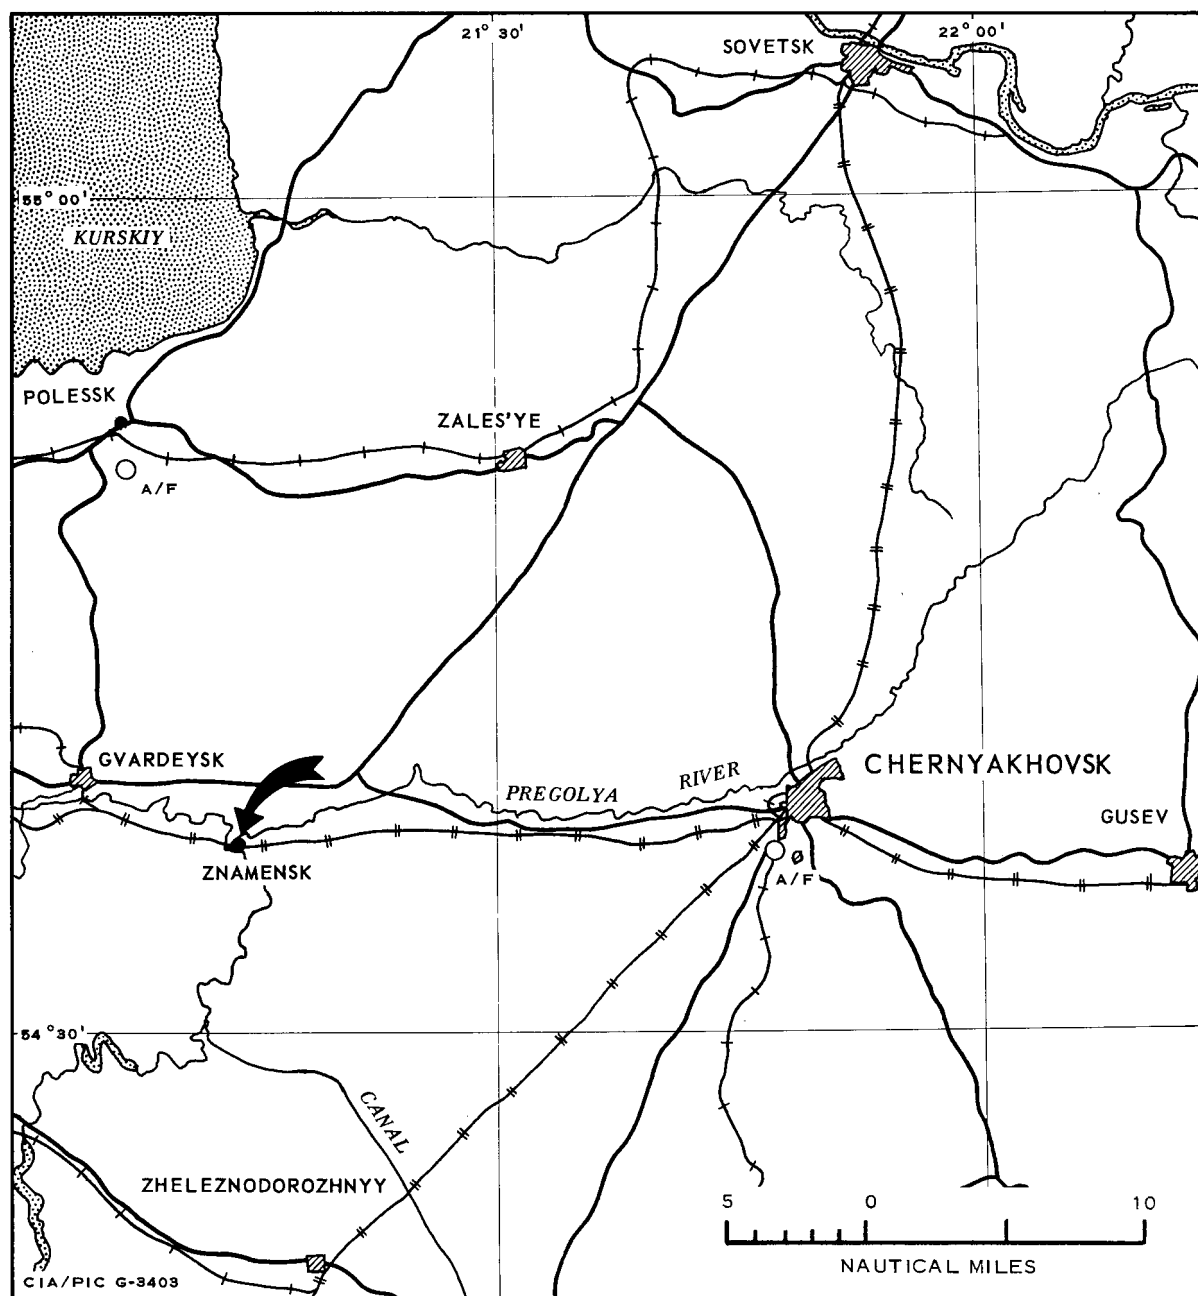 21° 30'
22° 00'
SOVETSK
55° 00'
KURSKIY
POLESSK
ZALES'YE
A/F
GVARDEYSK
CHERNYAKHOVSK
RIVER
PREGOLYA
GUSEV
ZNAMENSK
A/F
54° 30'
CANAL
ZHELEZNODOROZHNYY
5 0 10
NAUTICAL MILES
CIA/PIC G-3403